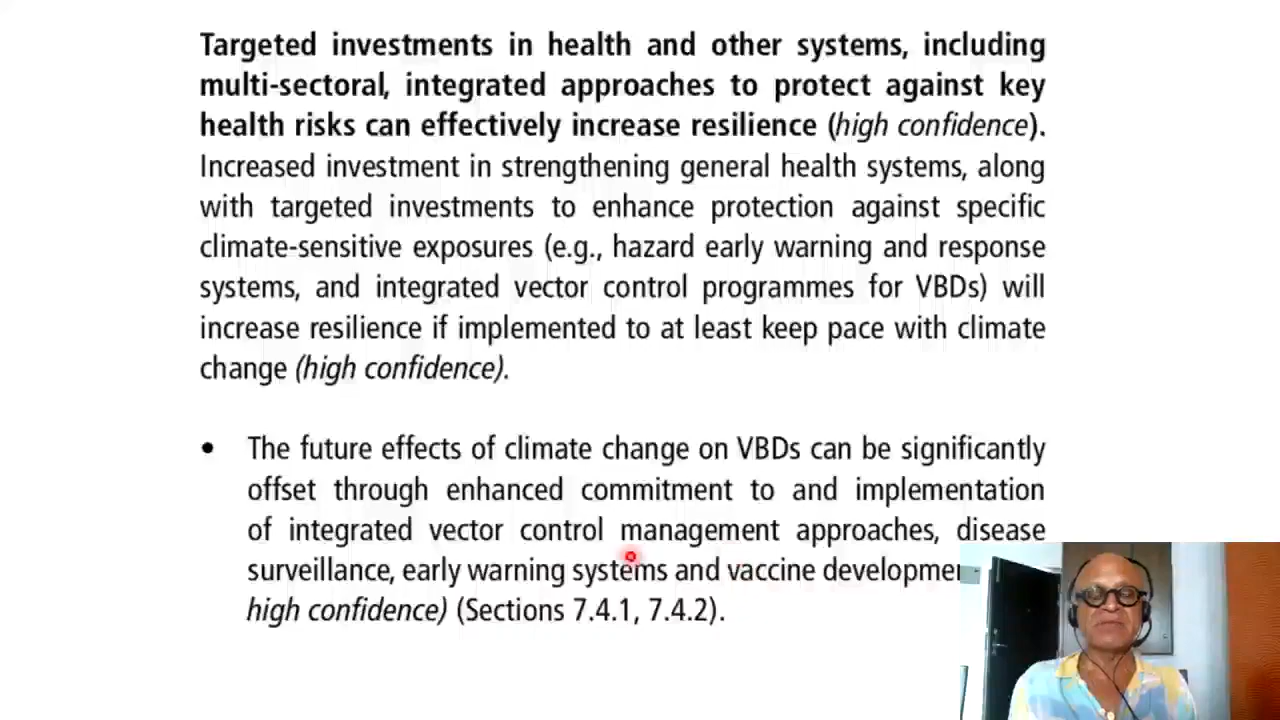 Targeted investments in health and other systems, including
multi-sectoral, integrated approaches to protect against key
health risks can effectively increase resilience (high confidence).
Increased investment in strengthening general health systems, along
with targeted investments to enhance protection against specific
climate-sensitive exposures (e.g., hazard early warning and response
systems, and integrated vector control programmes for VBDs) will
increase resilience if implemented to at least keep pace with climate
change (high confidence).
• The future effects of climate change on VBDs can be significantly
offset through enhanced commitment to and implementation
of integrated vector control management approaches, disease
surveillance, early warning systems and vaccine
high confidence) (Sections 7.4.1, 7.4.2).